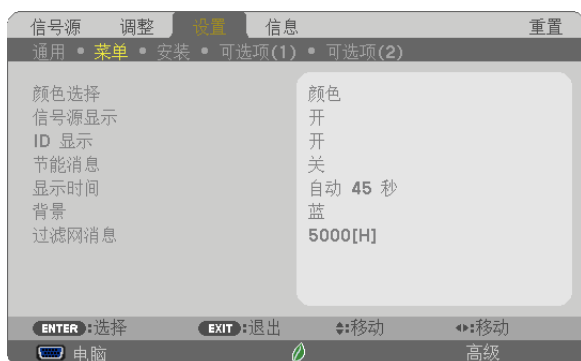 信号源 调整 设置 信息 重置
通用 • 菜单 • 安装 • 可选项(1) • 可选项(2)
颜色选择 颜色
信号源显示 开
ID 显示 开
节能消息 关
显示时间 自动 45 秒
背景 蓝
过滤网消息 5000[H]
ENTER:选择 EXIT:退出 :移动 :移动
电脑 高级